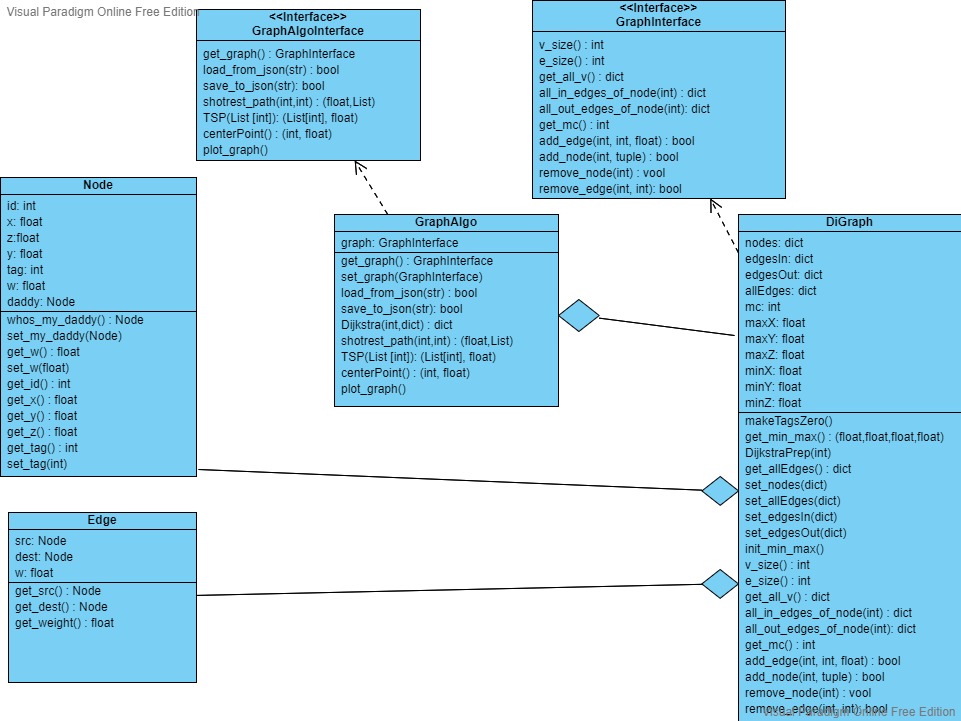 Visual Paradigm Online Free Edition
<<Interface>>
GraphAlgoInterface
get_graph() : GraphInterface
load_from_json(str) : bool
save_to_json(str): bool
shotrest_path(int,int) : (float,List)
TSP(List [int]): (List[int], float)
centerPoint() : (int, float)
plot_graph()
<<Interface>>
GraphInterface
v_size() : int
e_size() : int
get_all_v() : dict
all_in_edges_of_node(int) : dict
all_out_edges_of_node(int): dict
get_mc() : int
add_edge(int, int, float) : bool
add_node(int, tuple) : bool
remove_node(int) : vool
remove_edge(int, int): bool
Node
id: int
x: float
z:float
y: float
tag: int
w: float
daddy: Node
whos_my_daddy() : Node
set_my_daddy(Node)
get_w() : float
set_w(float)
get_id() : int
get_x() : float
get_y() : float
get_z() : float
get_tag() : int
set_tag(int)
GraphAlgo
graph: GraphInterface
get_graph() : GraphInterface
set_graph(GraphInterface)
load_from_json(str) : bool
save_to_json(str): bool
Dijkstra(int,dict) : dict
shotrest_path(int,int) : (float,List)
TSP(List [int]): (List[int], float)
centerPoint() : (int, float)
plot_graph()
DiGraph
nodes: dict
edgesIn: dict
edgesOut: dict
allEdges: dict
mc: int
maxX: float
maxY: float
maxZ: float
minX: float
minY: float
minZ: float
makeTagsZero()
get_min_max() : (float,float,float,float)
DijkstraPrep(int)
get_allEdges() : dict
set_nodes(dict)
set_allEdges(dict)
set_edgesIn(dict)
set_edgesOut(dict)
init_min_max()
v_size() : int
e_size() : int
get_all_v() : dict
all_in_edges_of_node(int) : dict
all_out_edges_of_node(int): dict
get_mc() : int
add_edge(int, int, float) : bool
add_node(int, tuple) : bool
remove_node(int) : vool
remove_edge(int, int): bool
Edge
src: Node
dest: Node
w: float
get_src() : Node
get_dest() : Node
get_weight() : float
Visual Paradigm Online Free Edition